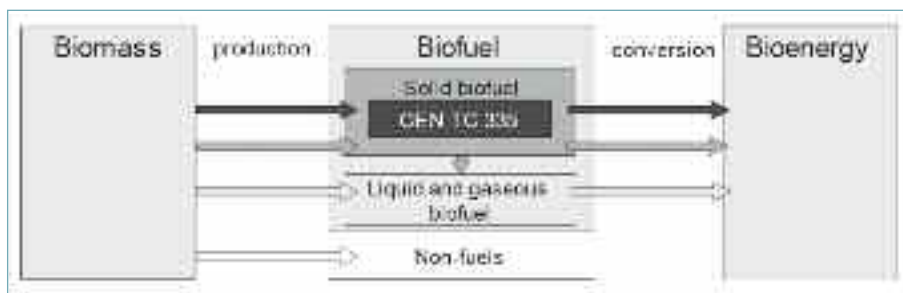 Biomass
production
Biofuel
conversion
Bioenergy
Solid biofuel
CEN TC 335
Liquid and gaseous
biofuel
Non-fuels